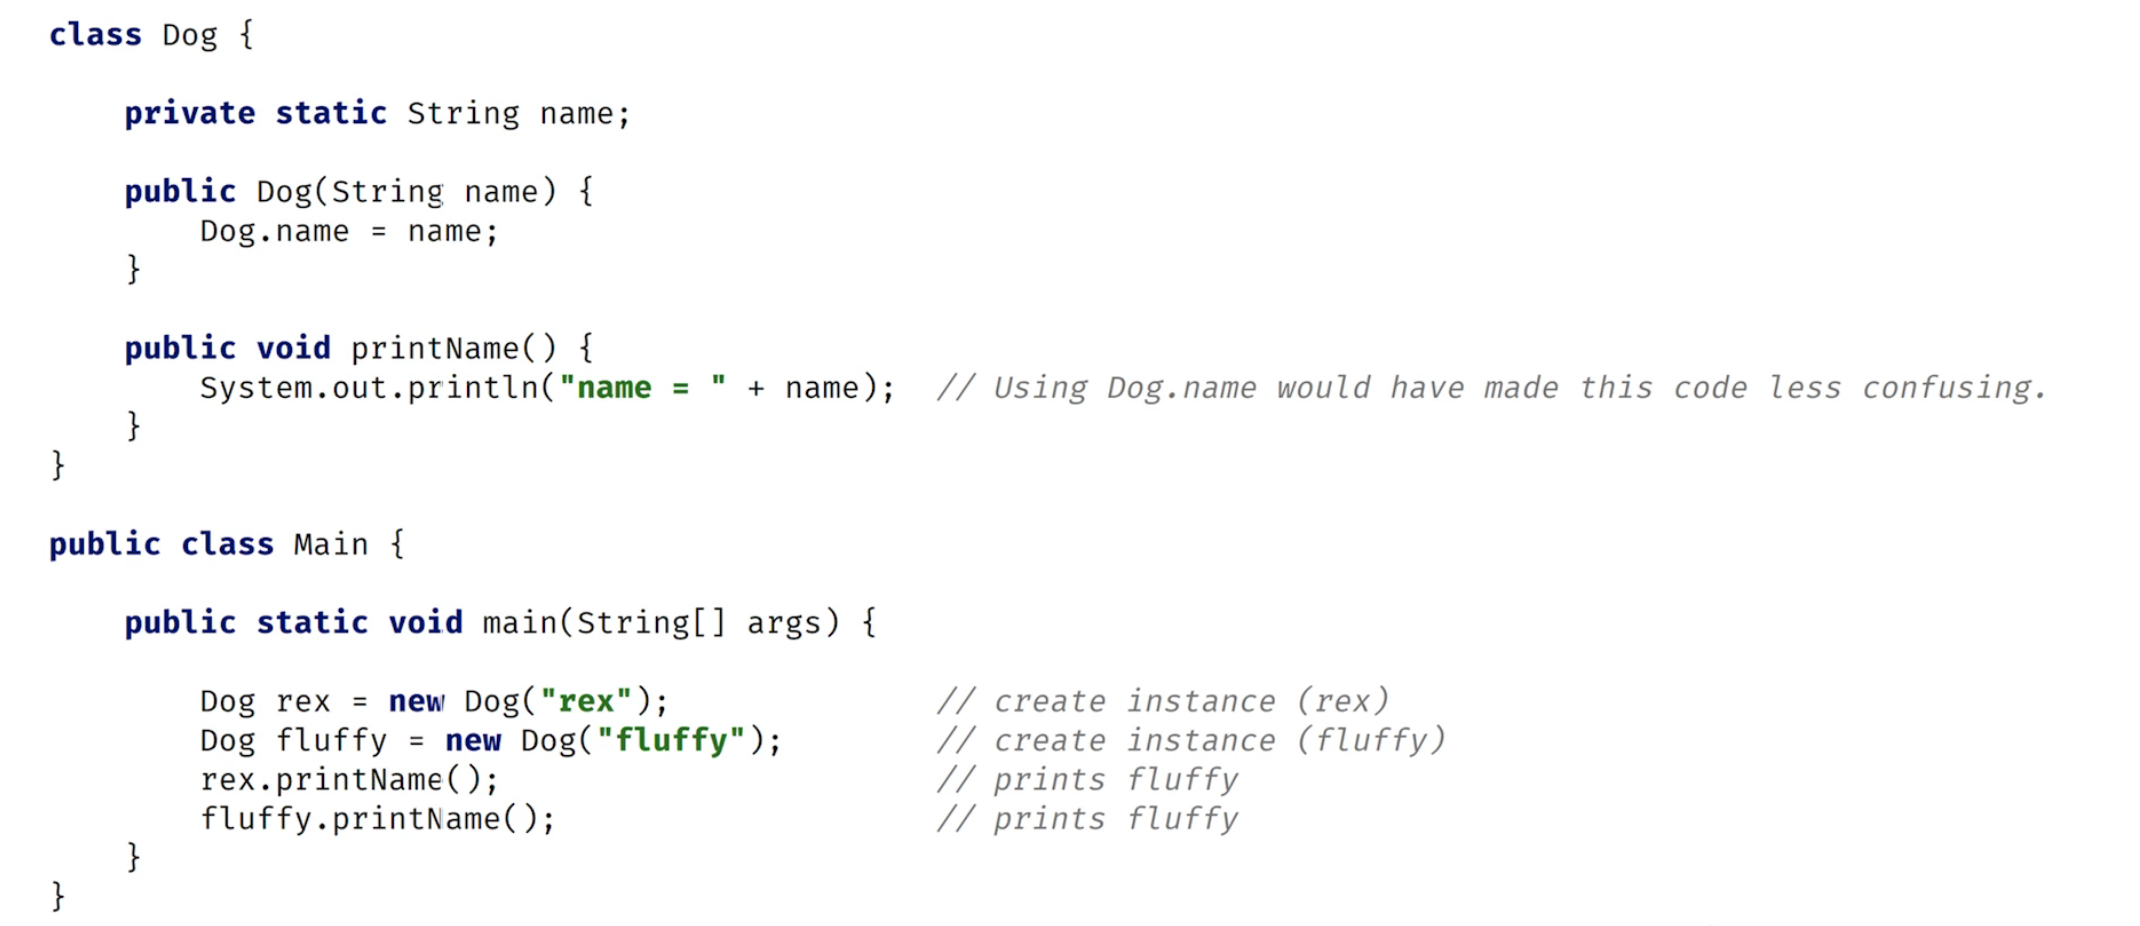 class Dog {
    private static String name;
    public Dog(String name) {
        Dog.name = name;
    }
    public void printName() {
        System.out.println("name = " + name);  // Using Dog.name would have made this code less confusing.
    }
}
public class Main {
    public static void main(String[] args) {
        Dog rex = new Dog("rex");              // create instance (rex)
        Dog fluffy = new Dog("fluffy");        // create instance (fluffy)
        rex.printName();                       // prints fluffy
        fluffy.printName();                    // prints fluffy
    }
}